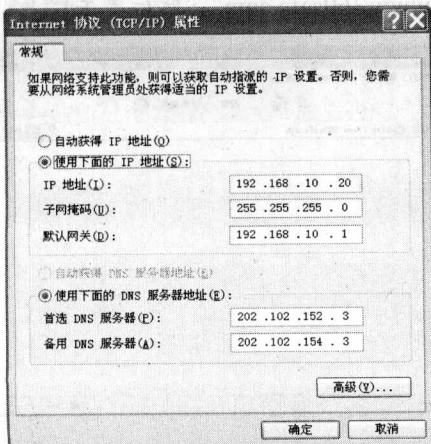 Internet 协议 (TCP/IP) 属性
常规
如果网络支持此功能，则可以获取自动指派的 IP 设置。否则，您需
要从网络系统管理员处获得适当的 IP 设置。
自动获得 IP 地址(O)
使用下面的 IP 地址(S):
IP 地址(I): 192 .168 . 10 . 20
子网掩码(U): 255 .255 .255 . 0
默认网关(D): 192 .168 . 10 . 1
自动获得 DNS 服务器地址(B)
使用下面的 DNS 服务器地址(E):
首选 DNS 服务器(P): 202 .102 .152 . 3
备用 DNS 服务器(A): 202 .102 .154 . 3
高级(V)...
确定
取消